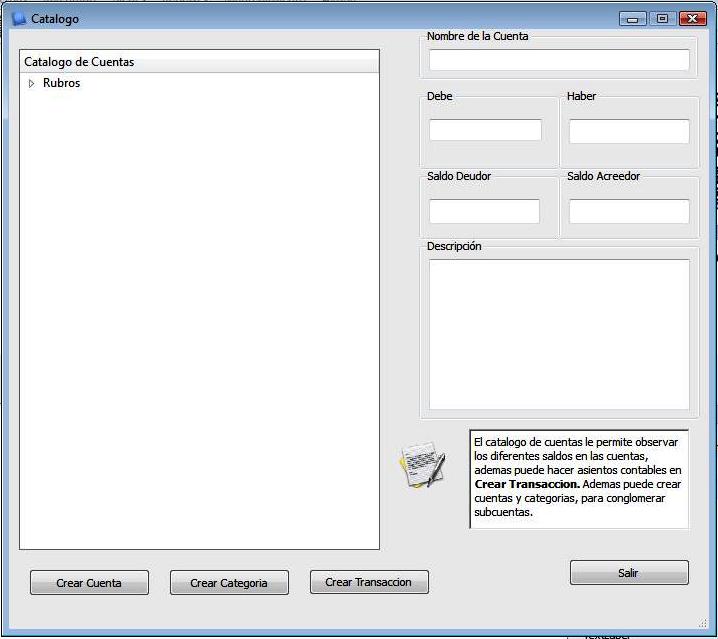 Catalogo
Catalogo de Cuentas
Rubros
Nombre de la Cuenta
Debe
Haber
Saldo Deudor
Saldo Acreedor
Descripción
El catalogo de cuentas le permite observar
los diferentes saldos en las cuentas,
ademas puede hacer asientos contables en
Crear Transaccion. Ademas puede crear
cuentas y categorias, para conglomerar
subcuentas.
Crear Cuenta
Crear Categoria
Crear Transaccion
Salir